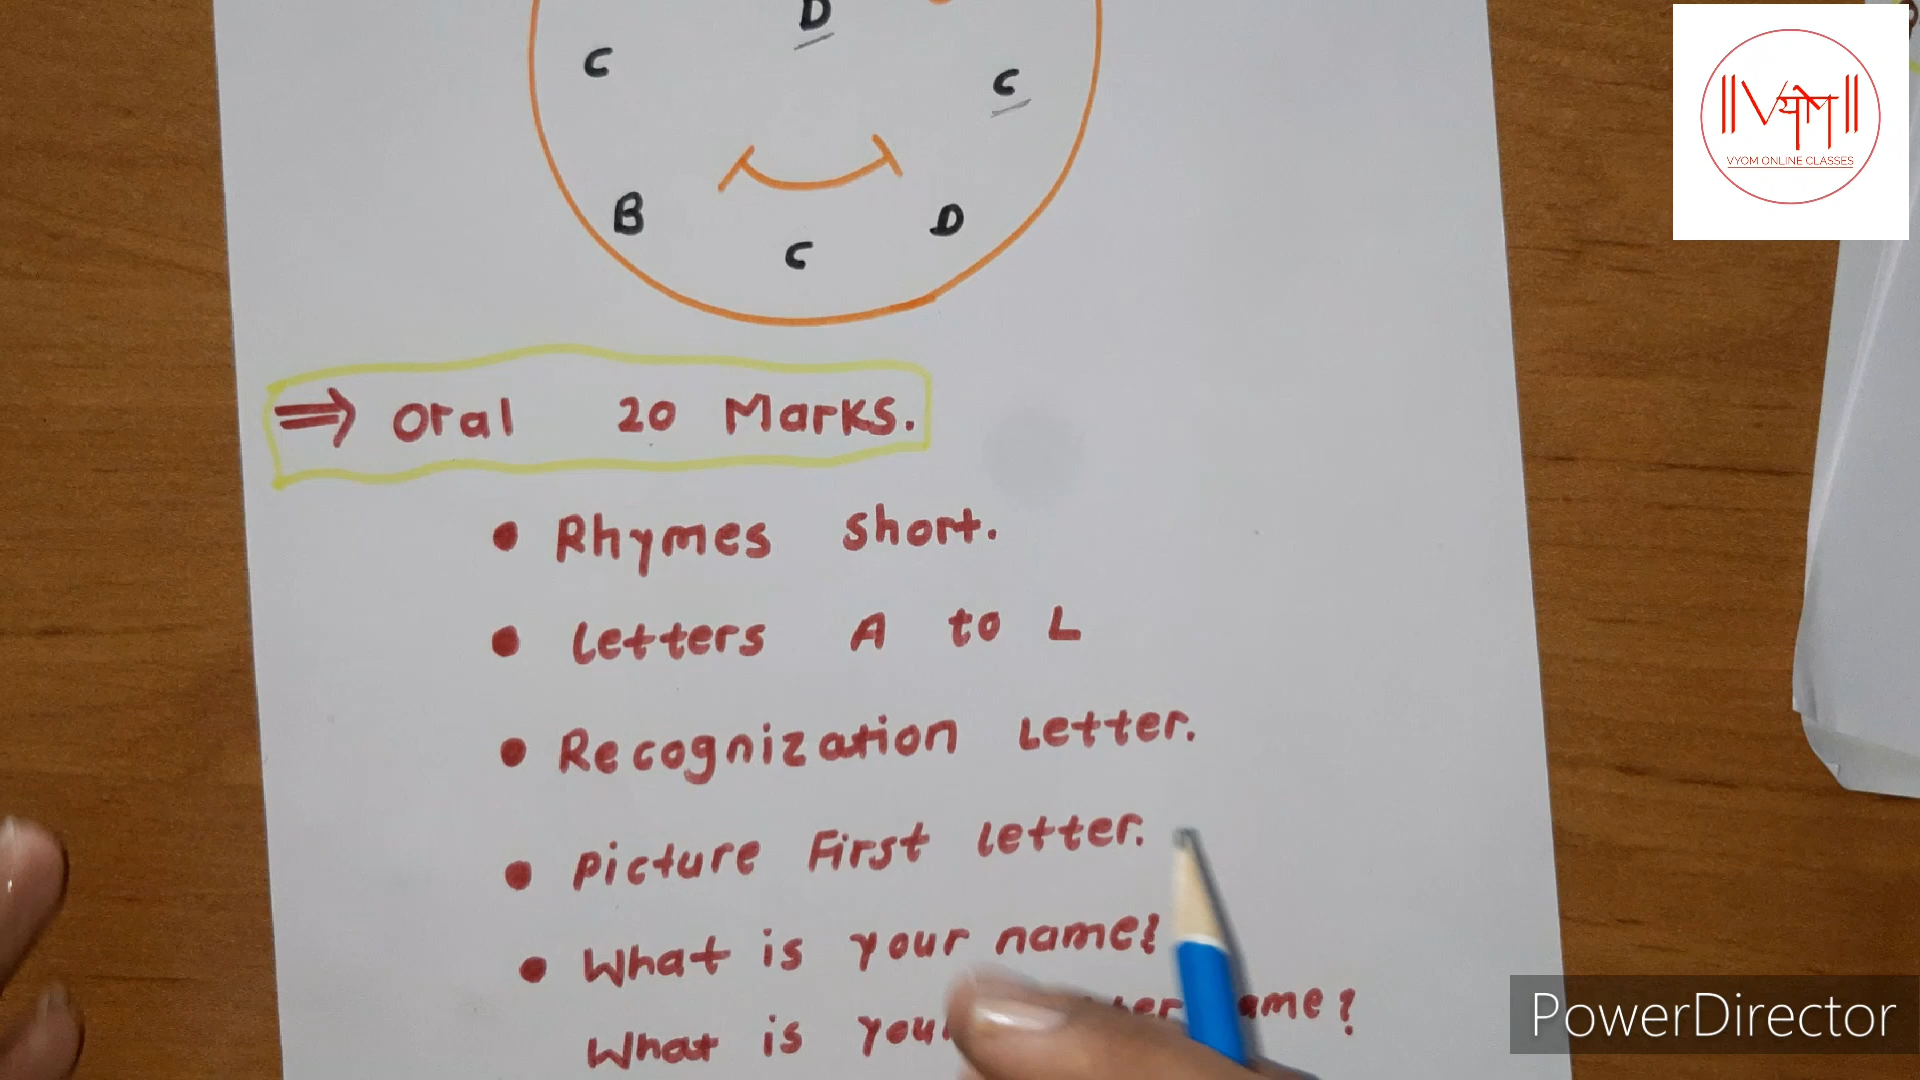 D
C
C
B
D
C
⇒ Oral 20 Marks.
• Rhymes short.
• Letters A to L
• Recognization Letter.
• Picture First letter.
• What is your name?
What is name?
||व्योम||
VYOM ONLINE CLASSES
PowerDirector